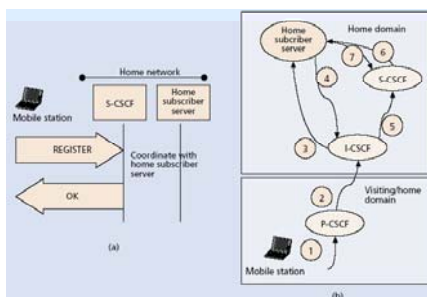 Home network
S-CSCF
Home
subscriber
server
Mobile station
REGISTER
Coordinate with
home subscriber
server
OK
(a)
Home domain
Home
subcriber
server
7
6
S-CSCF
4
3
5
I-CSCF
2
Visiting/home
domain
P-CSCF
1
Mobile station
(b)